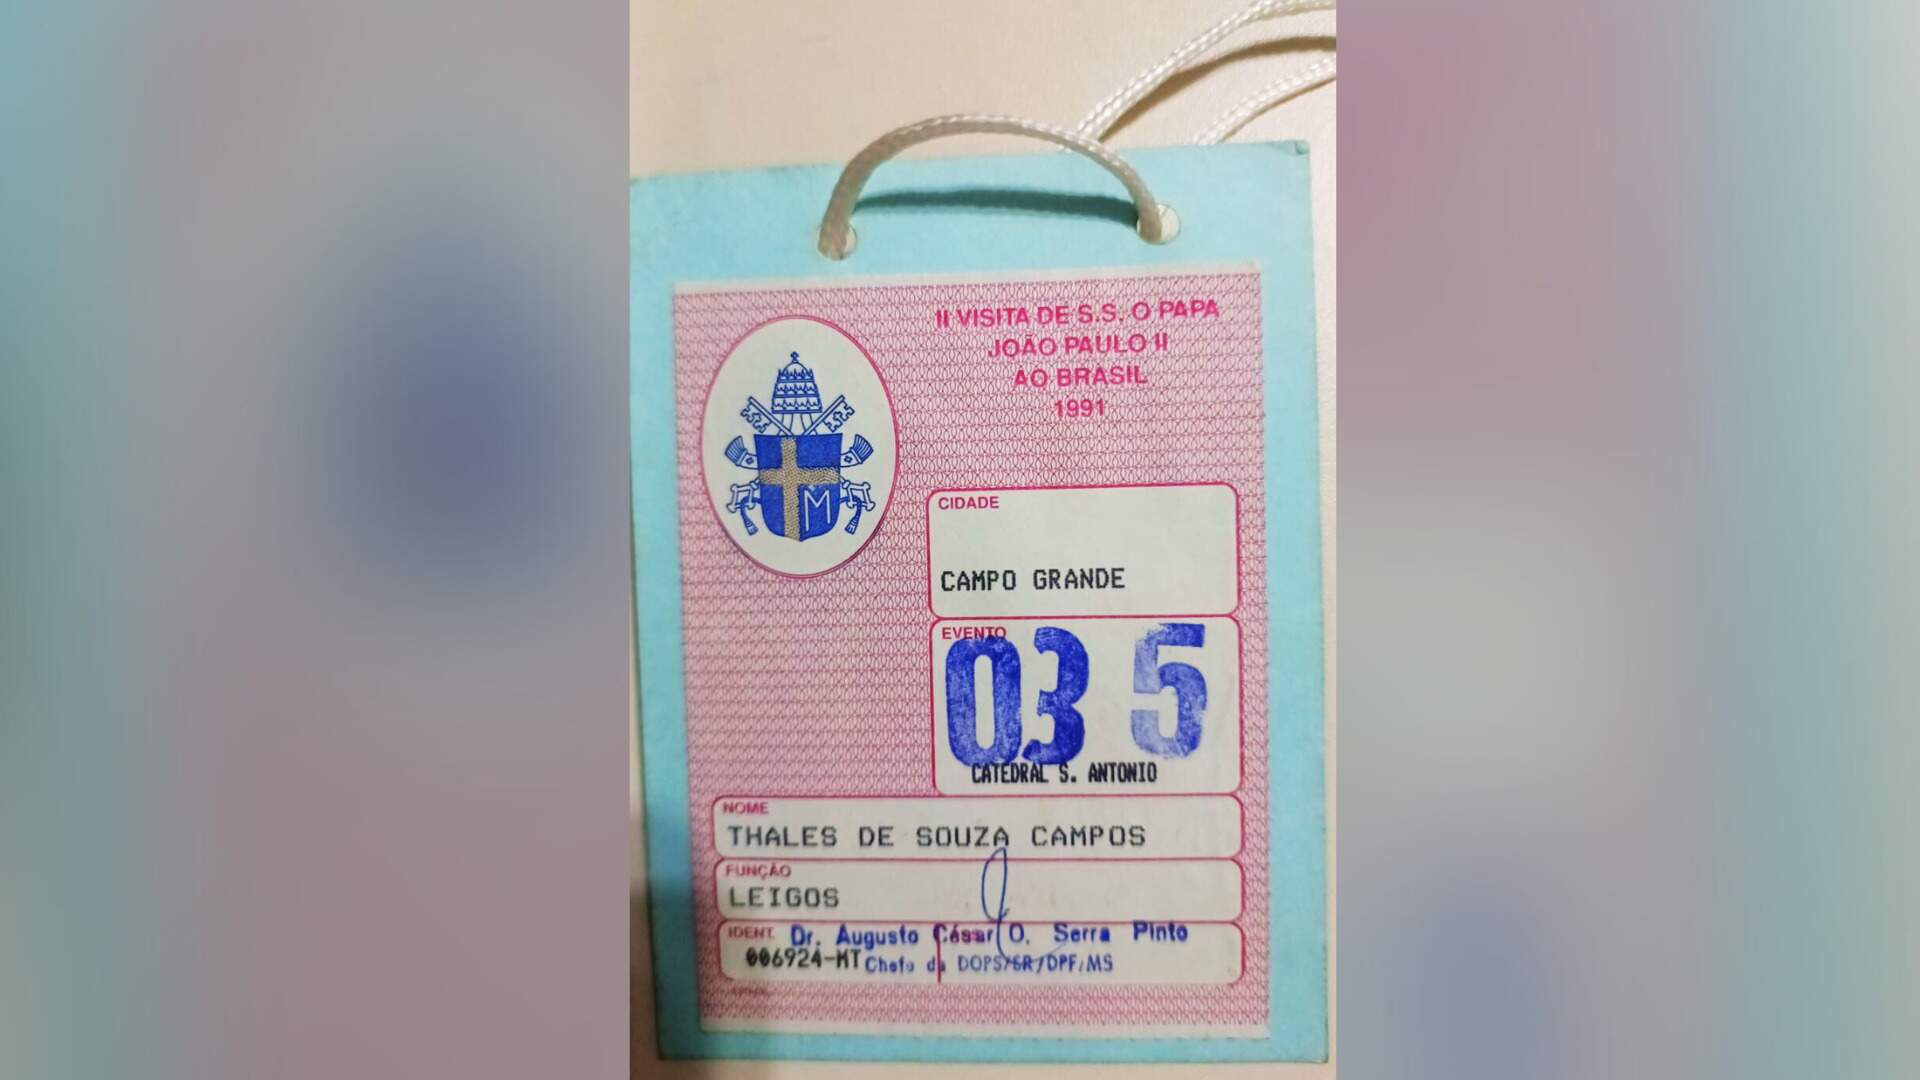 II VISITA DE S.S. O PAPA
JOÃO PAULO II
AO BRASIL
1991
M
CIDADE
CAMPO GRANDE
EVENTO
03 5
CATEDRAL S. ANTONIO
NOME
THALES DE SOUZA CAMPOS
FUNÇÃO
LEIGOS
IDENT.
Dr. Augusto César O. Serra Pinto
006924-MT
Chefe da DOPS/SR/DPF/MS